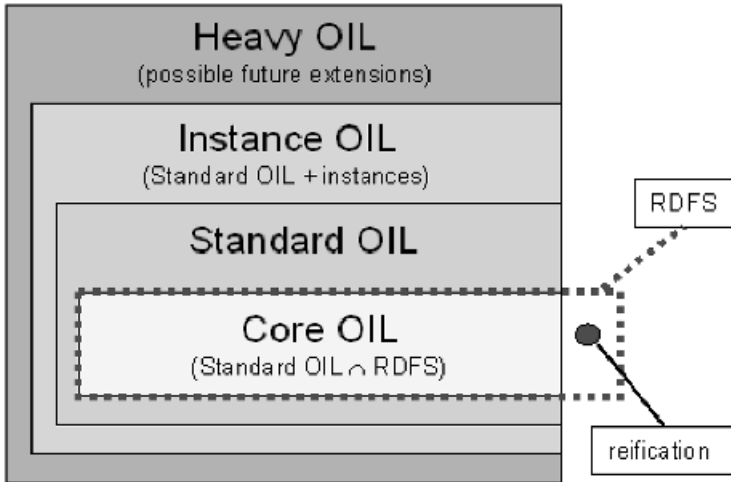 Heavy OIL
(possible future extensions)
Instance OIL
(Standard OIL + instances)
RDFS
Standard OIL
Core OIL
(Standard OIL ∩ RDFS)
reification